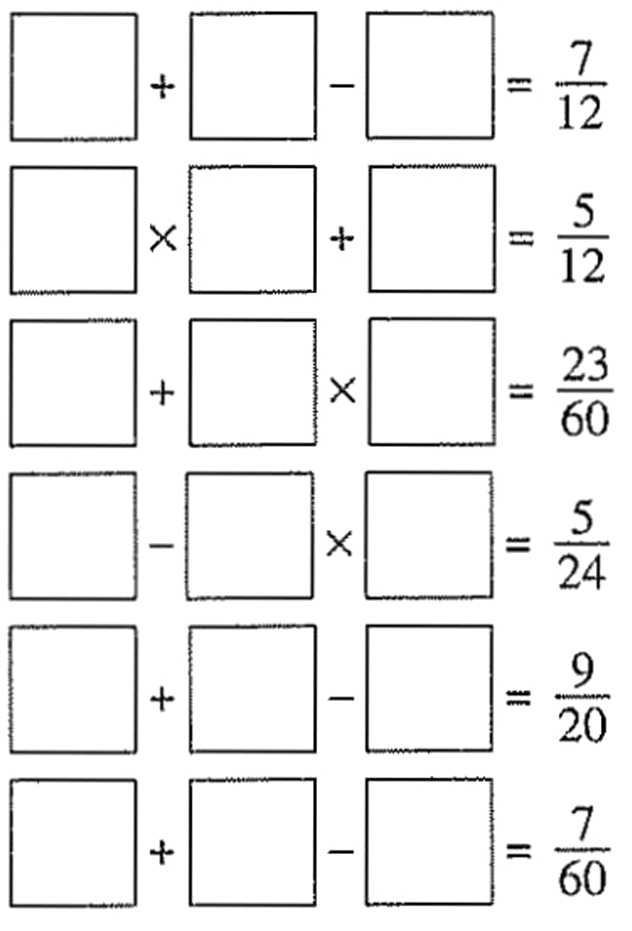 □ + □ − □ = 7/12
□ × □ + □ = 5/12
□ + □ × □ = 23/60
□ − □ × □ = 5/24
□ + □ − □ = 9/20
□ + □ − □ = 7/60